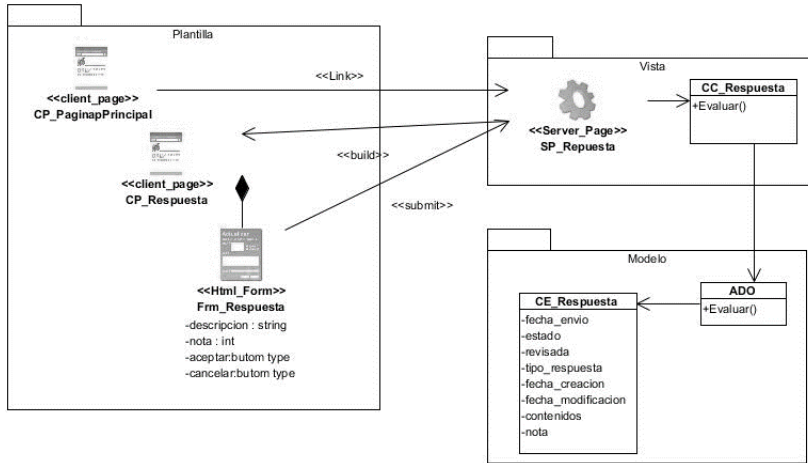 Plantilla
<<client_page>>
CP_PaginapPrincipal
<<client_page>>
CP_Respuesta
<<Html_Form>>
Frm_Respuesta
-descripcion : string
-nota : int
-aceptar:butom type
-cancelar:butom type
<<Link>>
<<build>>
<<submit>>
Vista
<<Server_Page>>
SP_Repuesta
CC_Respuesta
+Evaluar()
Modelo
ADO
+Evaluar()
CE_Respuesta
-fecha_envio
-estado
-revisada
-tipo_respuesta
-fecha_creacion
-fecha_modificacion
-contenidos
-nota